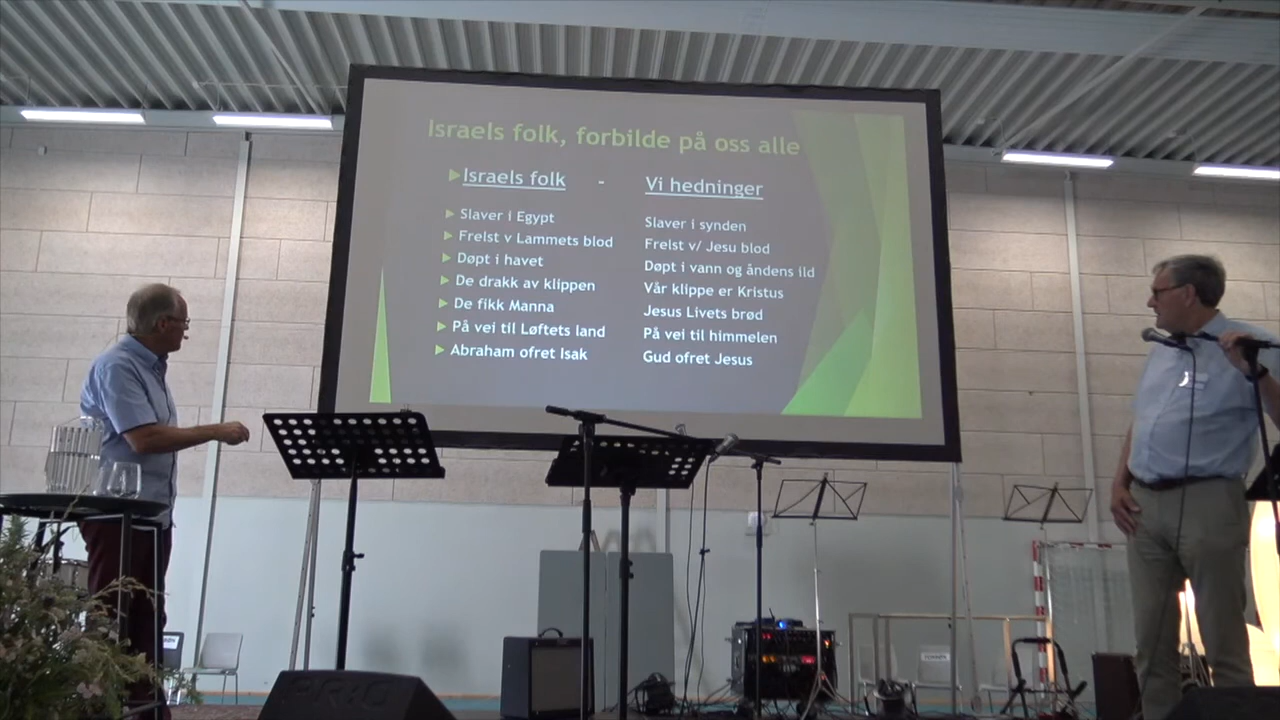 Israels folk, forbilde på oss alle
Israels folk - Vi hedninger
Slaver i Egypt Slaver i synden
Frelst v Lammets blod Frelst v/ Jesu blod
Døpt i havet Døpt i vann og åndens ild
De drakk av klippen Vår klippe er Kristus
De fikk Manna Jesus Livets brød
På vei til Løftets land På vei til himmelen
Abraham ofret Isak Gud ofret Jesus